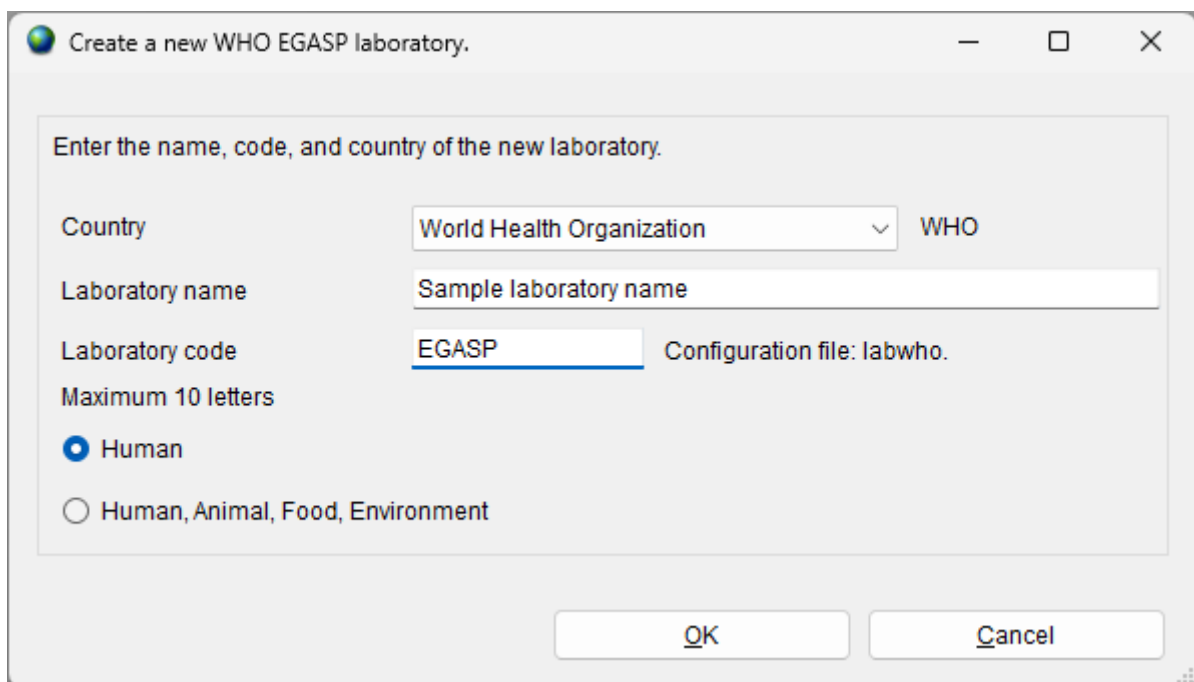 Create a new WHO EGASP laboratory.
Enter the name, code, and country of the new laboratory.
Country World Health Organization WHO
Laboratory name Sample laboratory name
Laboratory code EGASP Configuration file: labwho.
Maximum 10 letters
Human
Human, Animal, Food, Environment
OK Cancel